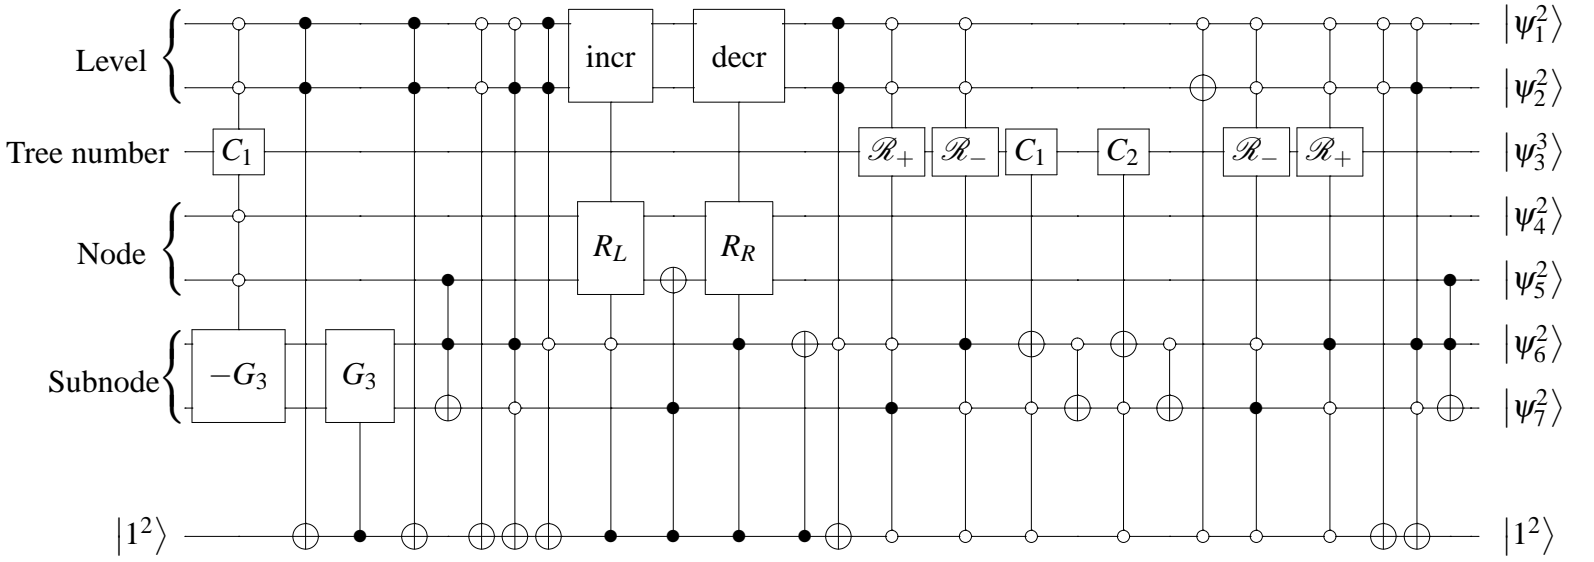 Level
Tree number
Node
Subnode
|1²⟩
C₁
−G₃
G₃
incr
decr
R_L
R_R
ℛ₊
ℛ₋
C₁
C₂
ℛ₋
ℛ₊
|ψ₁²⟩
|ψ₂²⟩
|ψ₃³⟩
|ψ₄²⟩
|ψ₅²⟩
|ψ₆²⟩
|ψ₇²⟩
|1²⟩